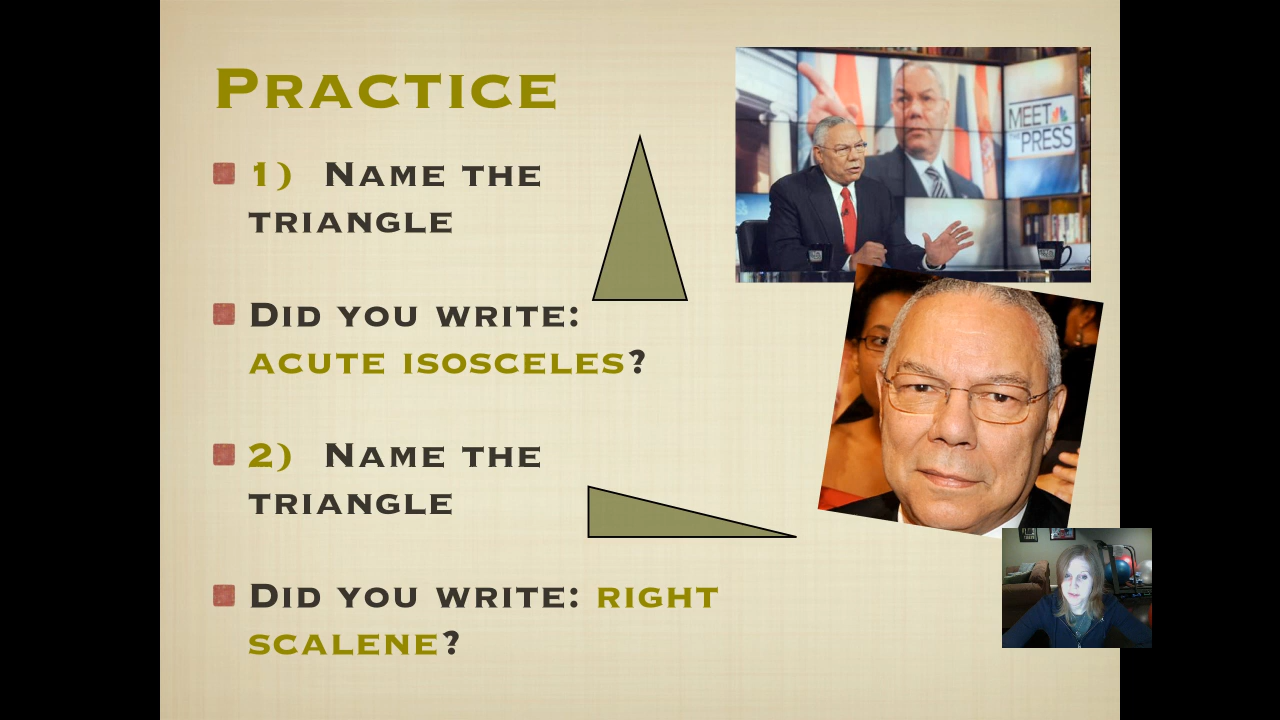 PRACTICE
1) NAME THE
TRIANGLE
DID YOU WRITE:
ACUTE ISOSCELES?
2) NAME THE
TRIANGLE
DID YOU WRITE: RIGHT
SCALENE?
MEET
THE
PRESS